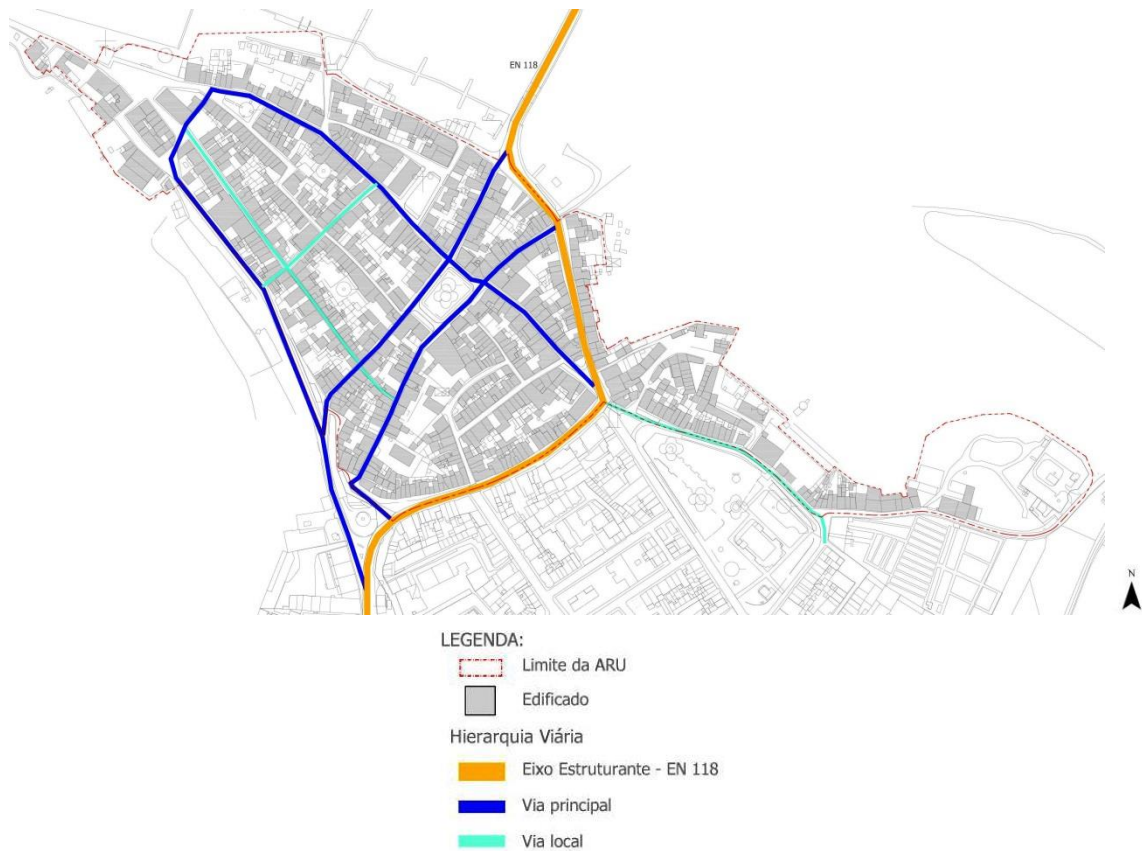 EN 118
N
LEGENDA:
Limite da ARU
Edificado
Hierarquia Viária
Eixo Estruturante - EN 118
Via principal
Via local